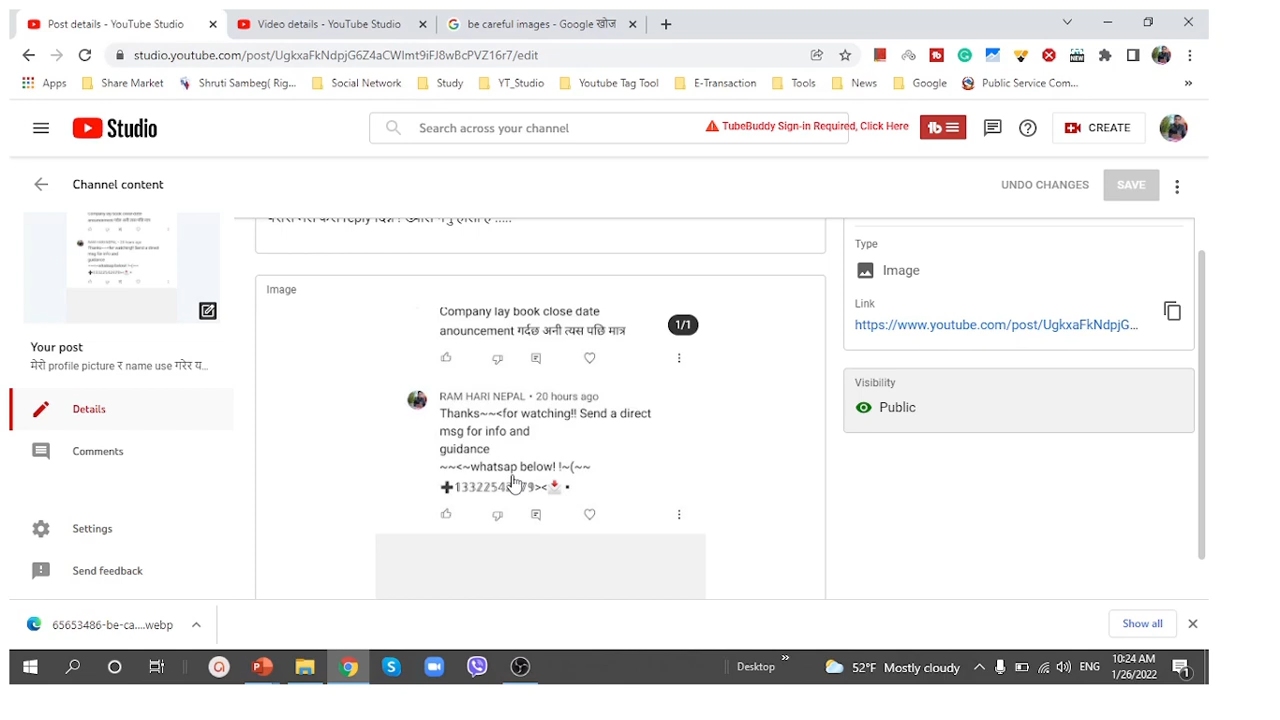 Post details - YouTube Studio
Video details - YouTube Studio
be careful images - Google खोज
studio.youtube.com/post/UgkxaFkNdpjG6Z4aCWImt9iFJ8wBcPVZ16r7/edit
Apps
Share Market
Shruti Sambeg( Rig...
Social Network
Study
YT_Studio
Youtube Tag Tool
E-Transaction
Tools
News
Google
Public Service Com...
»
Studio
Search across your channel
TubeBuddy Sign-in Required, Click Here
tb
CREATE
Channel content
UNDO CHANGES
SAVE
Your post
मेरो profile picture र name use गरेर य...
Details
Comments
Settings
Send feedback
reply
Image
Company lay book close date
anouncement गर्दछ अनी त्यस पछि मात्र
1/1
RAM HARI NEPAL • 20 hours ago
Thanks~~<for watching!! Send a direct
msg for info and
guidance
~~<~whatsap below! !~(~~
Type
Image
Link
https://www.youtube.com/post/UgkxaFkNdpjG...
Visibility
Public
65653486-be-ca....webp
Show all
Desktop
»
52°F Mostly cloudy
ENG
10:24 AM
1/26/2022